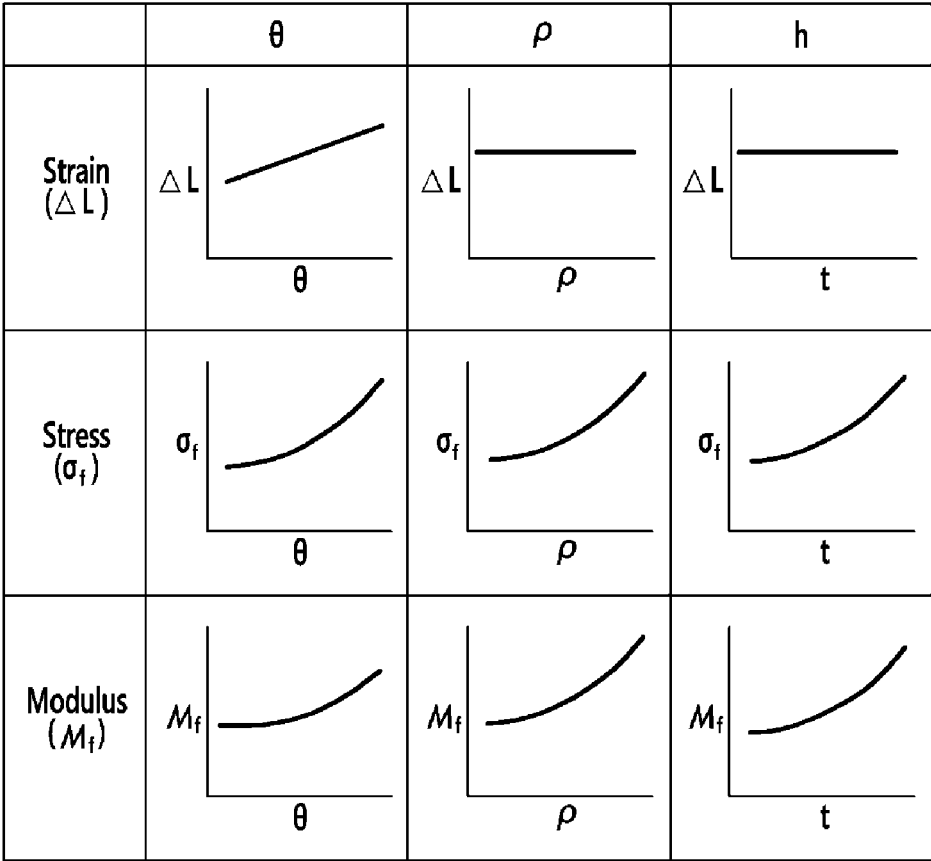 θ ρ h
Strain
(△L)
△L
θ
△L
ρ
△L
t
Stress
(σf)
σf
θ
σf
ρ
σf
t
Modulus
(Mf)
Mf
θ
Mf
ρ
Mf
t